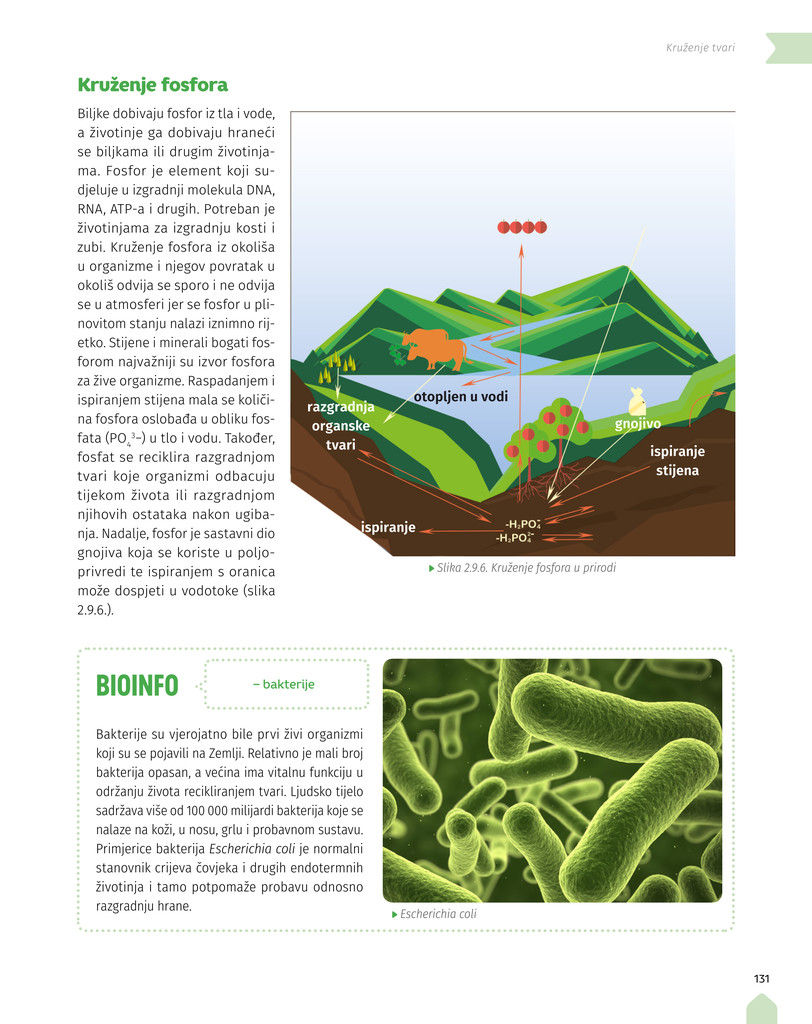 Kruženje tvari
Kruženje fosfora
Biljke dobivaju fosfor iz tla i vode,
a životinje ga dobivaju hraneći
se biljkama ili drugim životinja-
ma. Fosfor je element koji su-
djeluje u izgradnji molekula DNA,
RNA, ATP-a i drugih. Potreban je
životinjama za izgradnju kosti i
zubi. Kruženje fosfora iz okoliša
u organizme i njegov povratak u
okoliš odvija se sporo i ne odvija
se u atmosferi jer se fosfor u pli-
novitom stanju nalazi iznimno rij-
etko. Stijene i minerali bogati fos-
forom najvažniji su izvor fosfora
za žive organizme. Raspadanjem i
ispiranjem stijena mala se količi-
na fosfora oslobađa u obliku fos-
fata (PO₄³–) u tlo i vodu. Također,
fosfat se reciklira razgradnjom
tvari koje organizmi odbacuju
tijekom života ili razgradnjom
njihovih ostataka nakon ugiba-
nja. Nadalje, fosfor je sastavni dio
gnojiva koja se koriste u poljo-
privredi te ispiranjem s oranica
može dospjeti u vodotoke (slika
2.9.6.).
otopljen u vodi
razgradnja
organske
tvari
gnojivo
ispiranje
stijena
ispiranje
-H₂PO₄⁻
-H₂PO₄²⁻
Slika 2.9.6. Kruženje fosfora u prirodi
BIOINFO
– bakterije
Bakterije su vjerojatno bile prvi živi organizmi
koji su se pojavili na Zemlji. Relativno je mali broj
bakterija opasan, a većina ima vitalnu funkciju u
održanju života recikliranjem tvari. Ljudsko tijelo
sadržava više od 100 000 milijardi bakterija koje se
nalaze na koži, u nosu, grlu i probavnom sustavu.
Primjerice bakterija Escherichia coli je normalni
stanovnik crijeva čovjeka i drugih endotermnih
životinja i tamo potpomaže probavu odnosno
razgradnju hrane.
Escherichia coli
131